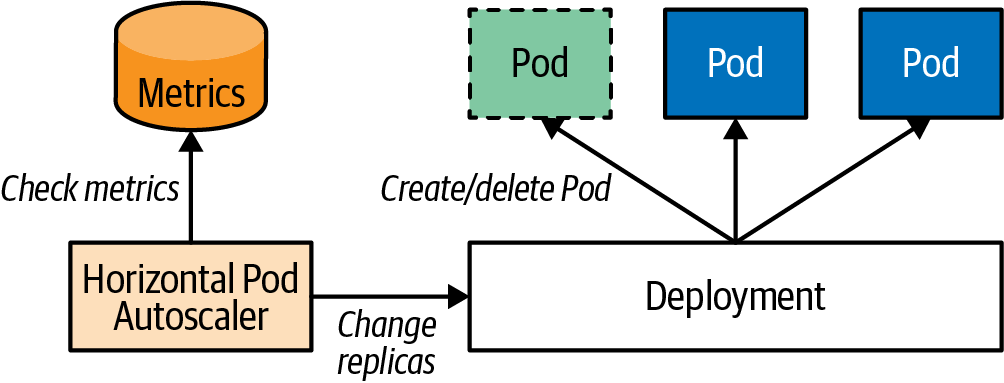 Metrics
Pod
Pod
Pod
Check metrics
Create/delete Pod
Horizontal Pod
Autoscaler
Change
replicas
Deployment